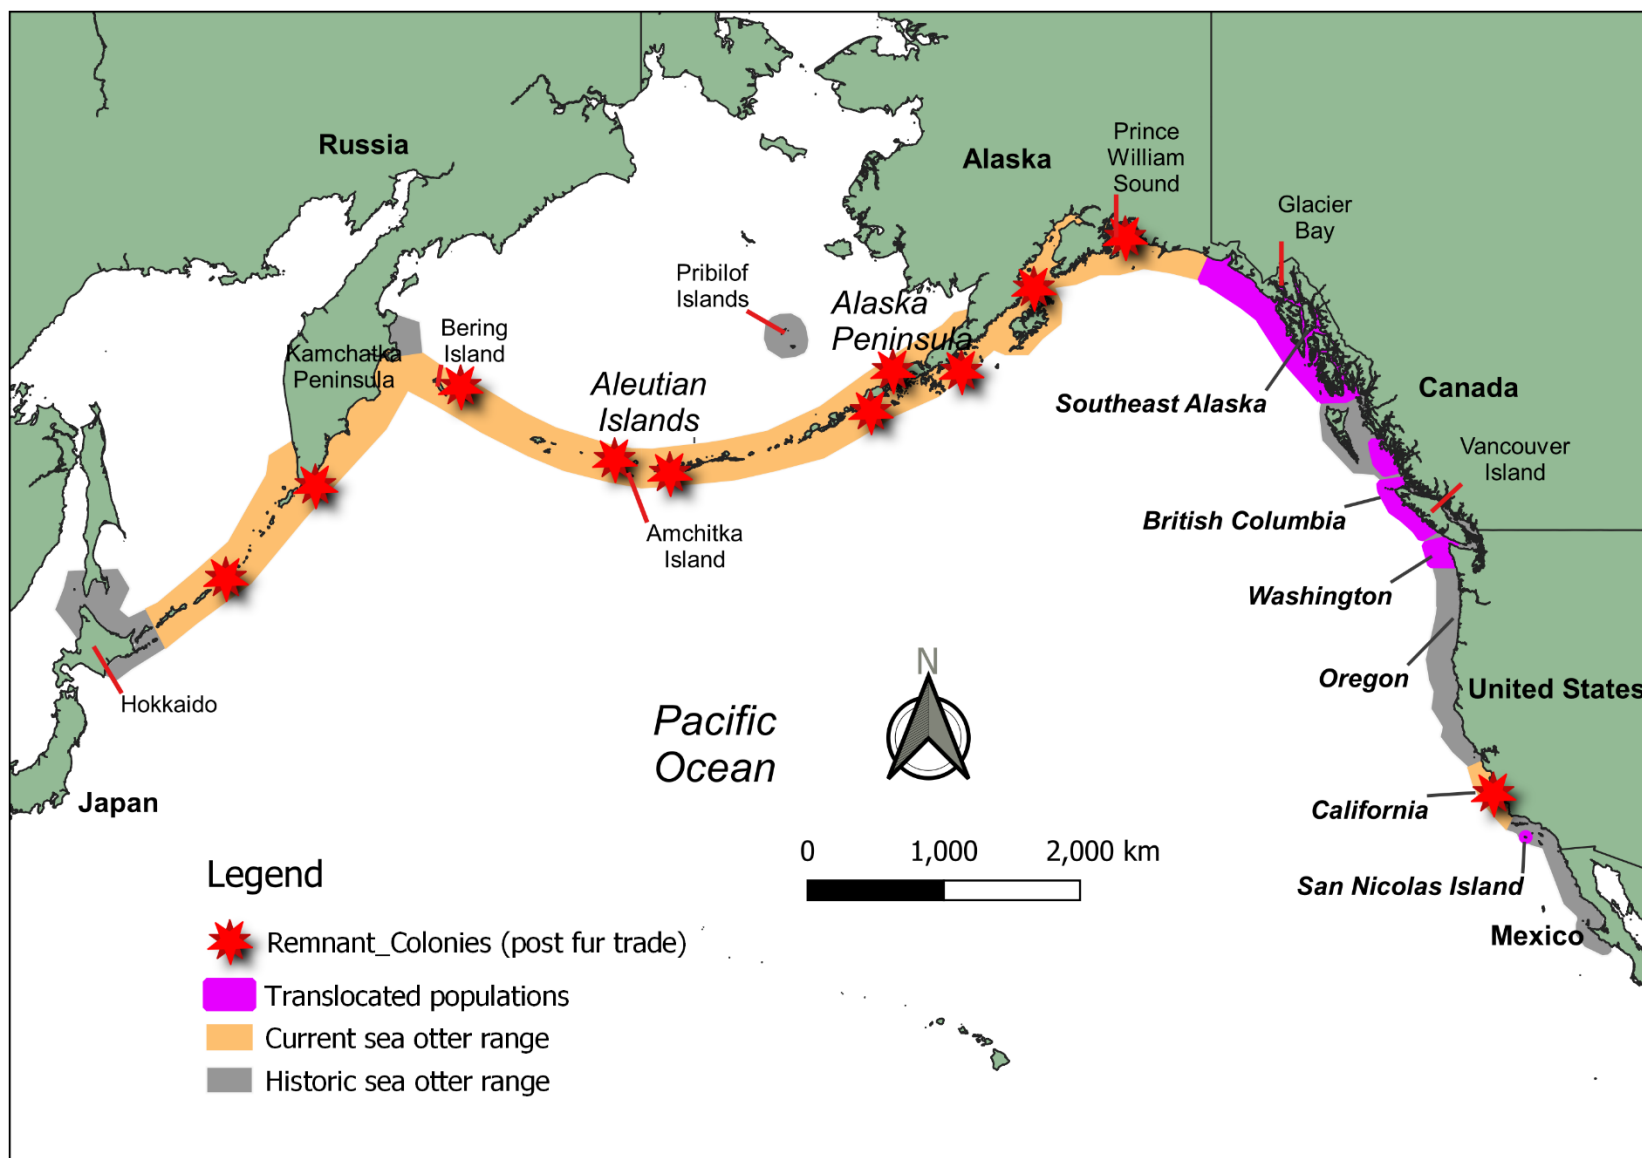 Russia
Alaska
Prince
William
Sound
Glacier
Bay
Pribilof
Islands
Alaska
Peninsula
Bering
Island
Kamchatka
Peninsula
Aleutian
Islands
Southeast Alaska
Canada
Vancouver
Island
British Columbia
Amchitka
Island
Washington
Oregon
United States
Hokkaido
Japan
Pacific
Ocean
N
California
San Nicolas Island
Mexico
0 1,000 2,000 km
Legend
Remnant_Colonies (post fur trade)
Translocated populations
Current sea otter range
Historic sea otter range